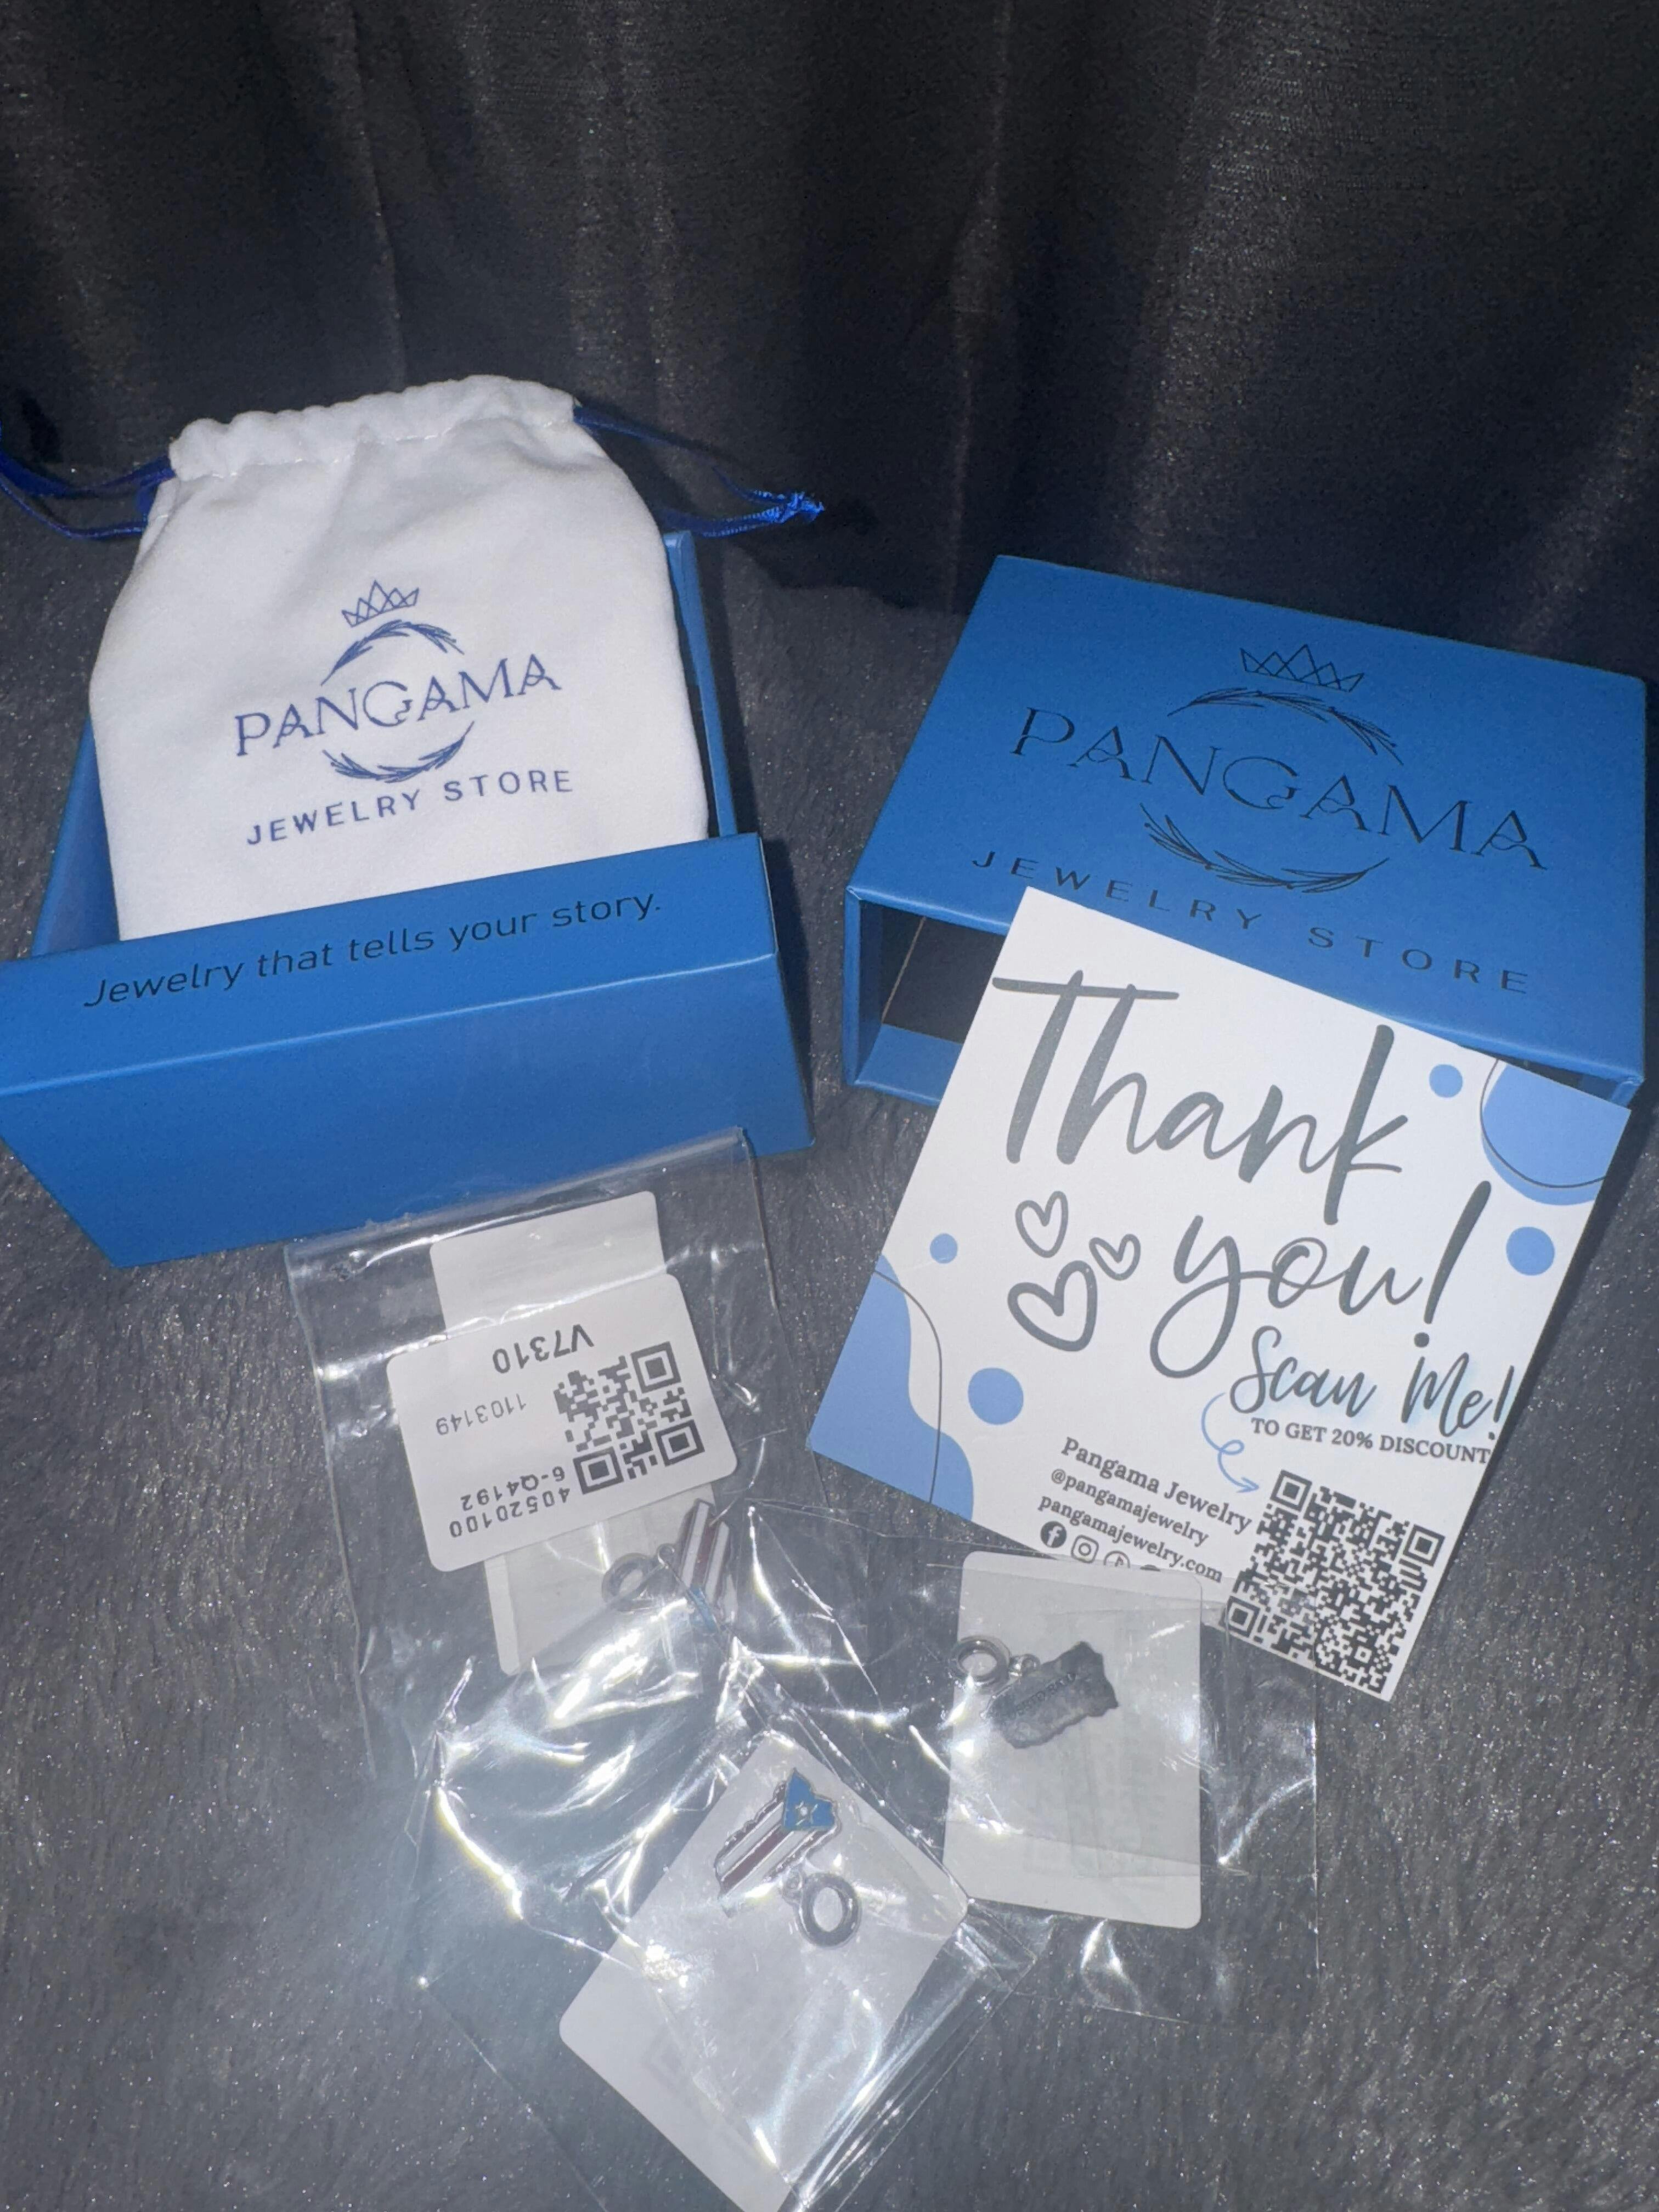 PANGAMA
JEWELRY STORE
Jewelry that tells your story.
PANGAMA
JEWELRY STORE
Thank
you!
Scan Me!
TO GET 20% DISCOUNT
Pangama Jewelry
@pangamajewelry
pangamajewelry.com
40520100
6-Q4192
1103149
V7310